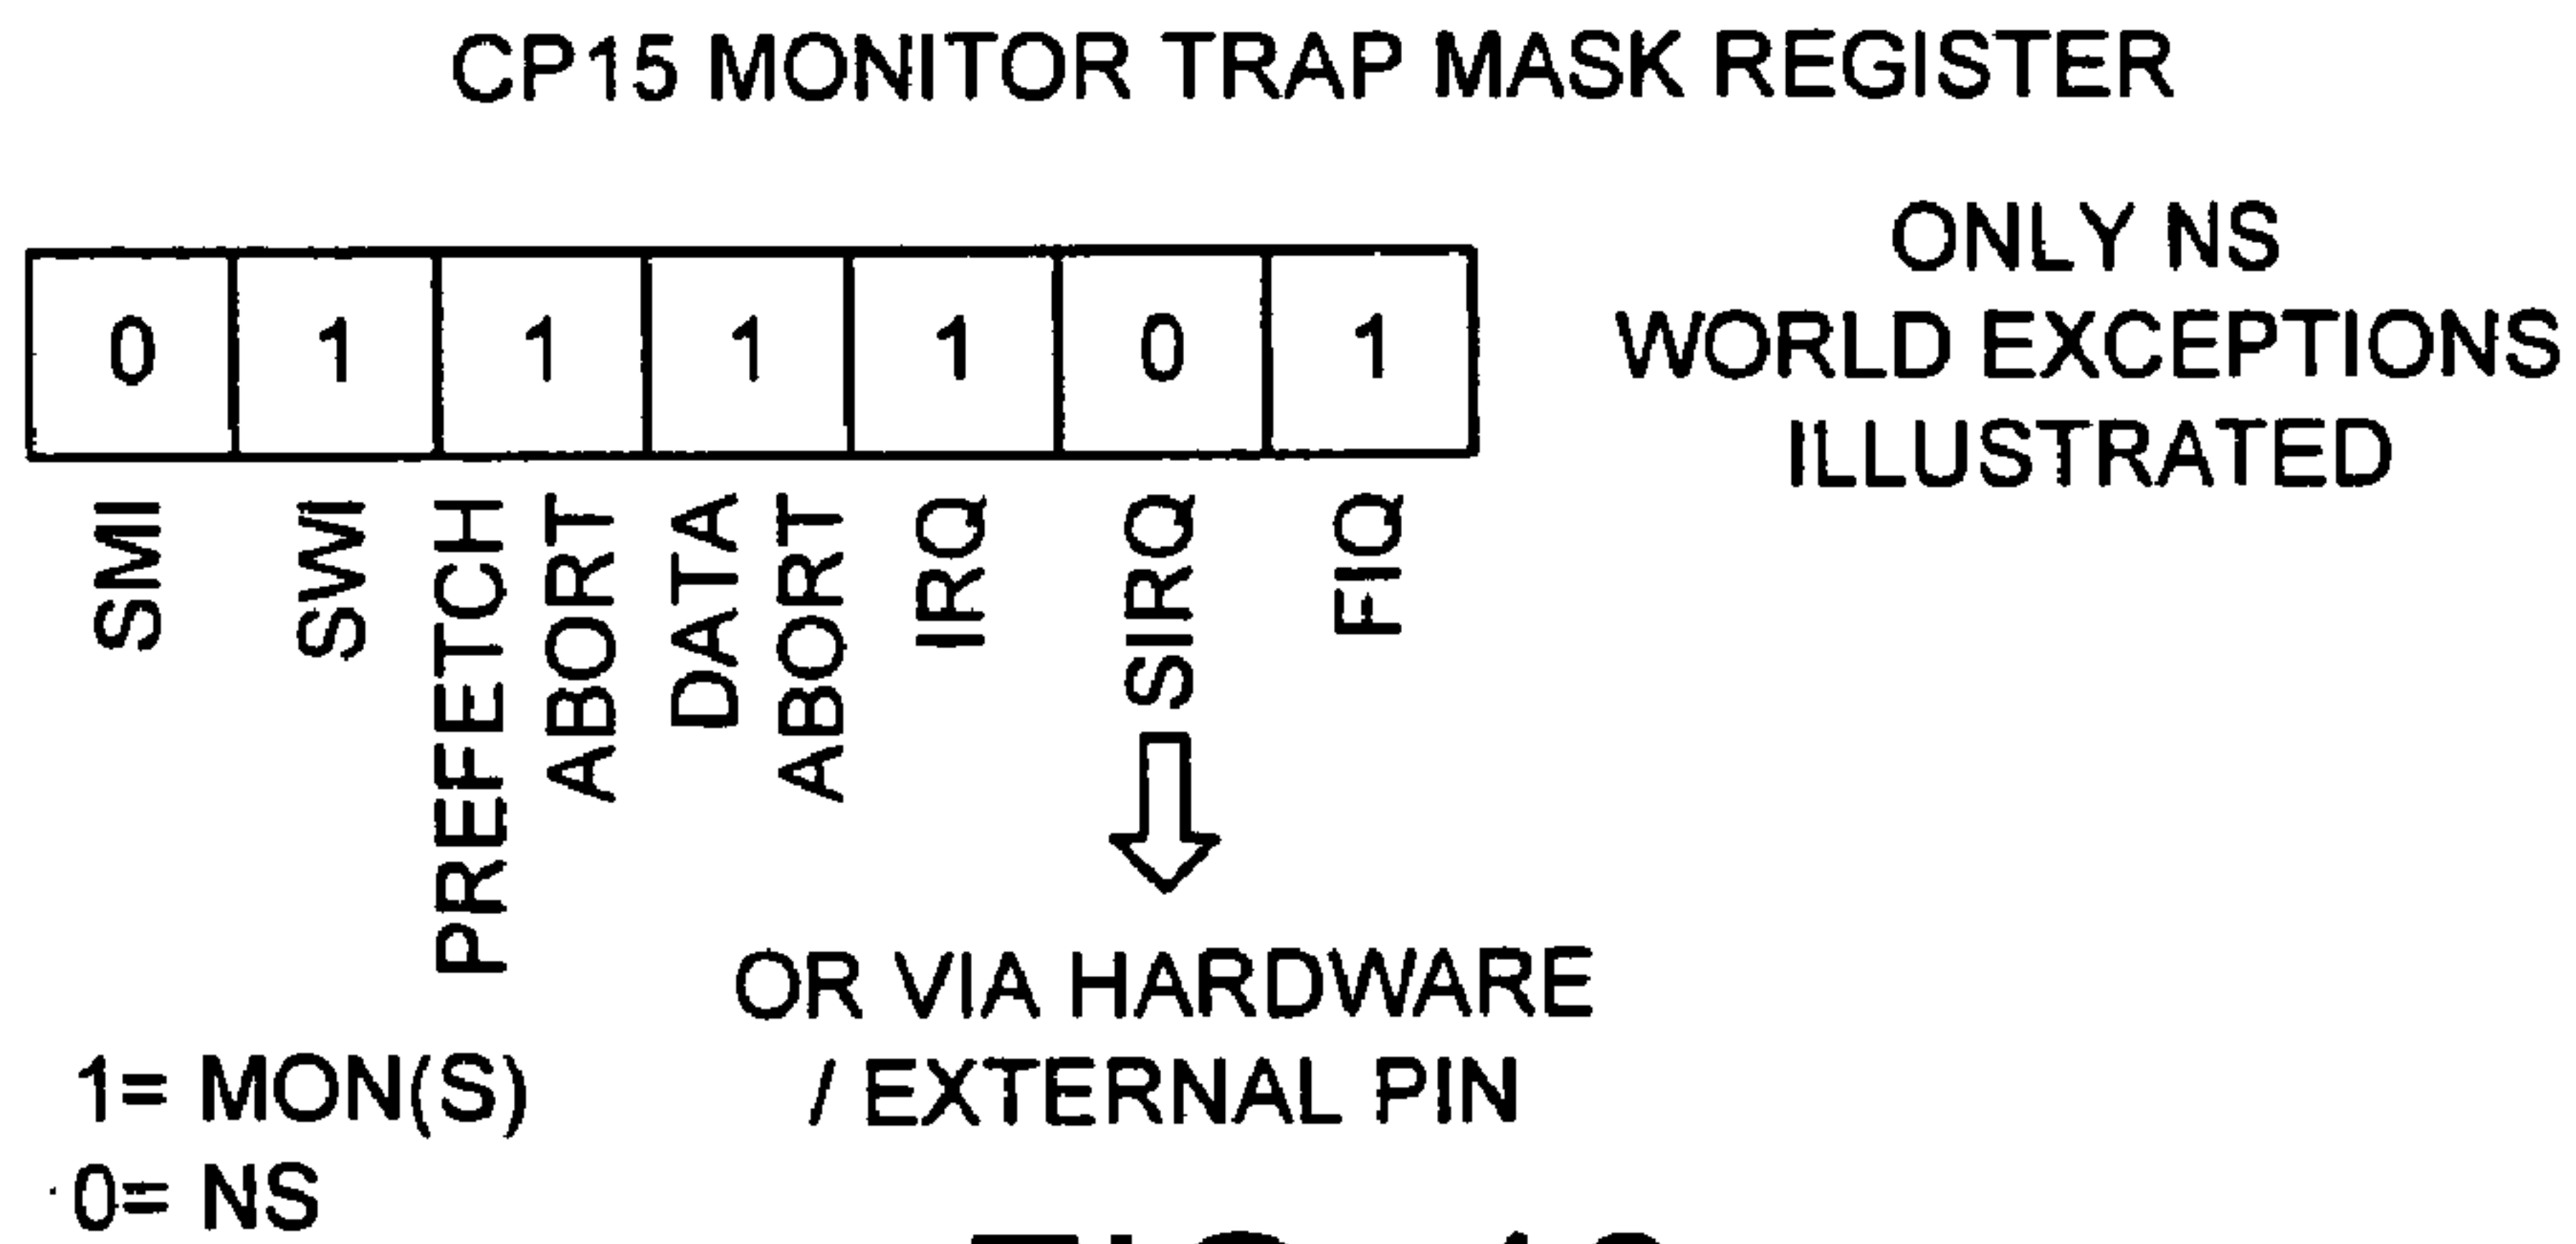 CP15 MONITOR TRAP MASK REGISTER
0 1 1 1 1 0 1
ONLY NS
WORLD EXCEPTIONS
ILLUSTRATED
SMI
SWI
PREFETCH
ABORT
DATA
ABORT
IRQ
SIRQ
FIQ
OR VIA HARDWARE
/ EXTERNAL PIN
1= MON(S)
0= NS